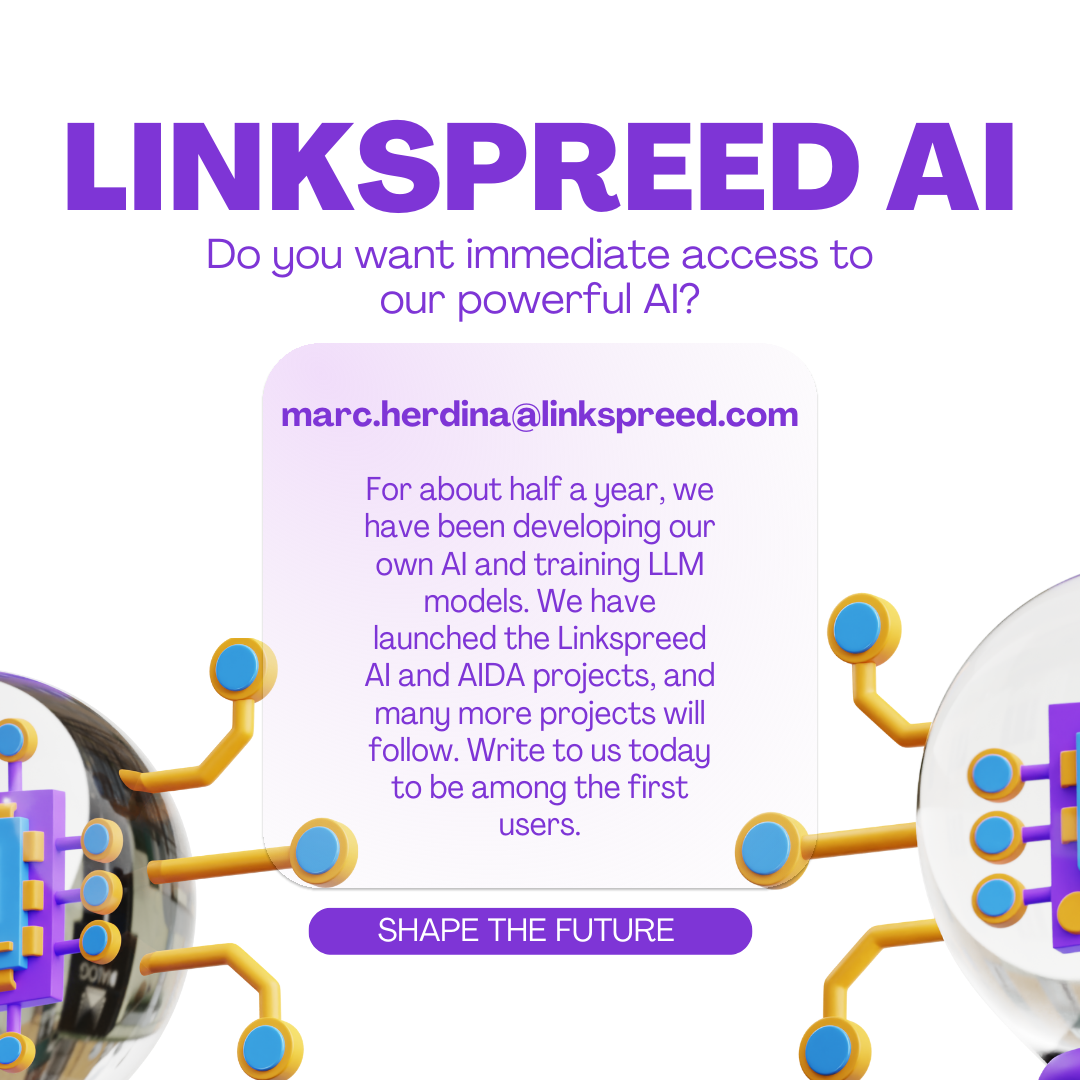 LINKSPREED AI
Do you want immediate access to
our powerful AI?
marc.herdina@linkspreed.com
For about half a year, we
have been developing our
own AI and training LLM
models. We have
launched the Linkspreed
AI and AIDA projects, and
many more projects will
follow. Write to us today
to be among the first
users.
SHAPE THE FUTURE